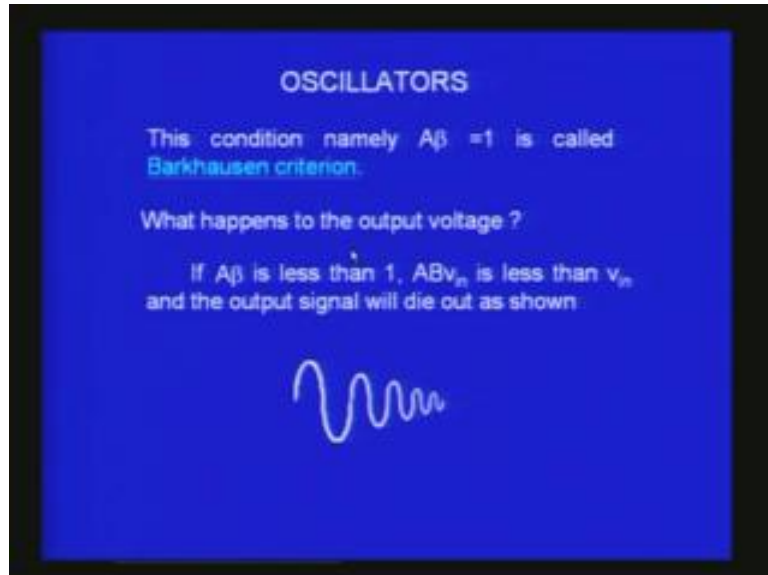 OSCILLATORS
This condition namely Aβ =1 is called
Barkhausen criterion.
What happens to the output voltage ?
If Aβ is less than 1, ABvin is less than vin
and the output signal will die out as shown